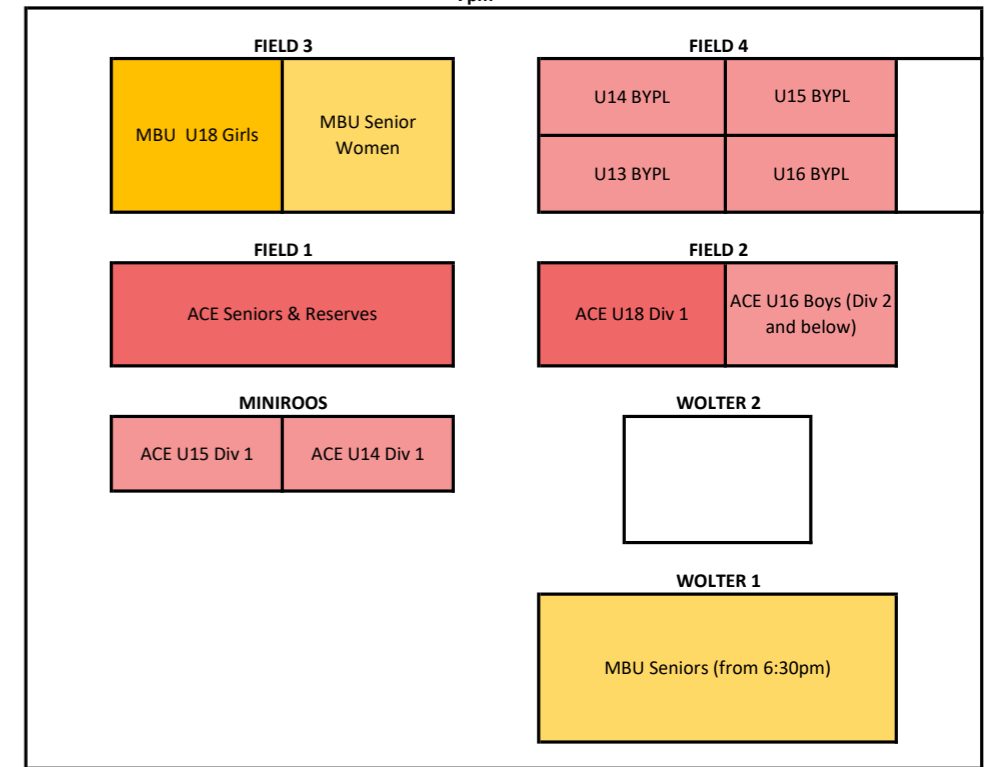 FIELD 3
FIELD 4
MBU U18 Girls
MBU Senior
Women
U14 BYPL
U15 BYPL
U13 BYPL
U16 BYPL
FIELD 1
FIELD 2
ACE Seniors & Reserves
ACE U18 Div 1
ACE U16 Boys (Div 2
and below)
MINIROOS
WOLTER 2
ACE U15 Div 1
ACE U14 Div 1
WOLTER 1
MBU Seniors (from 6:30pm)